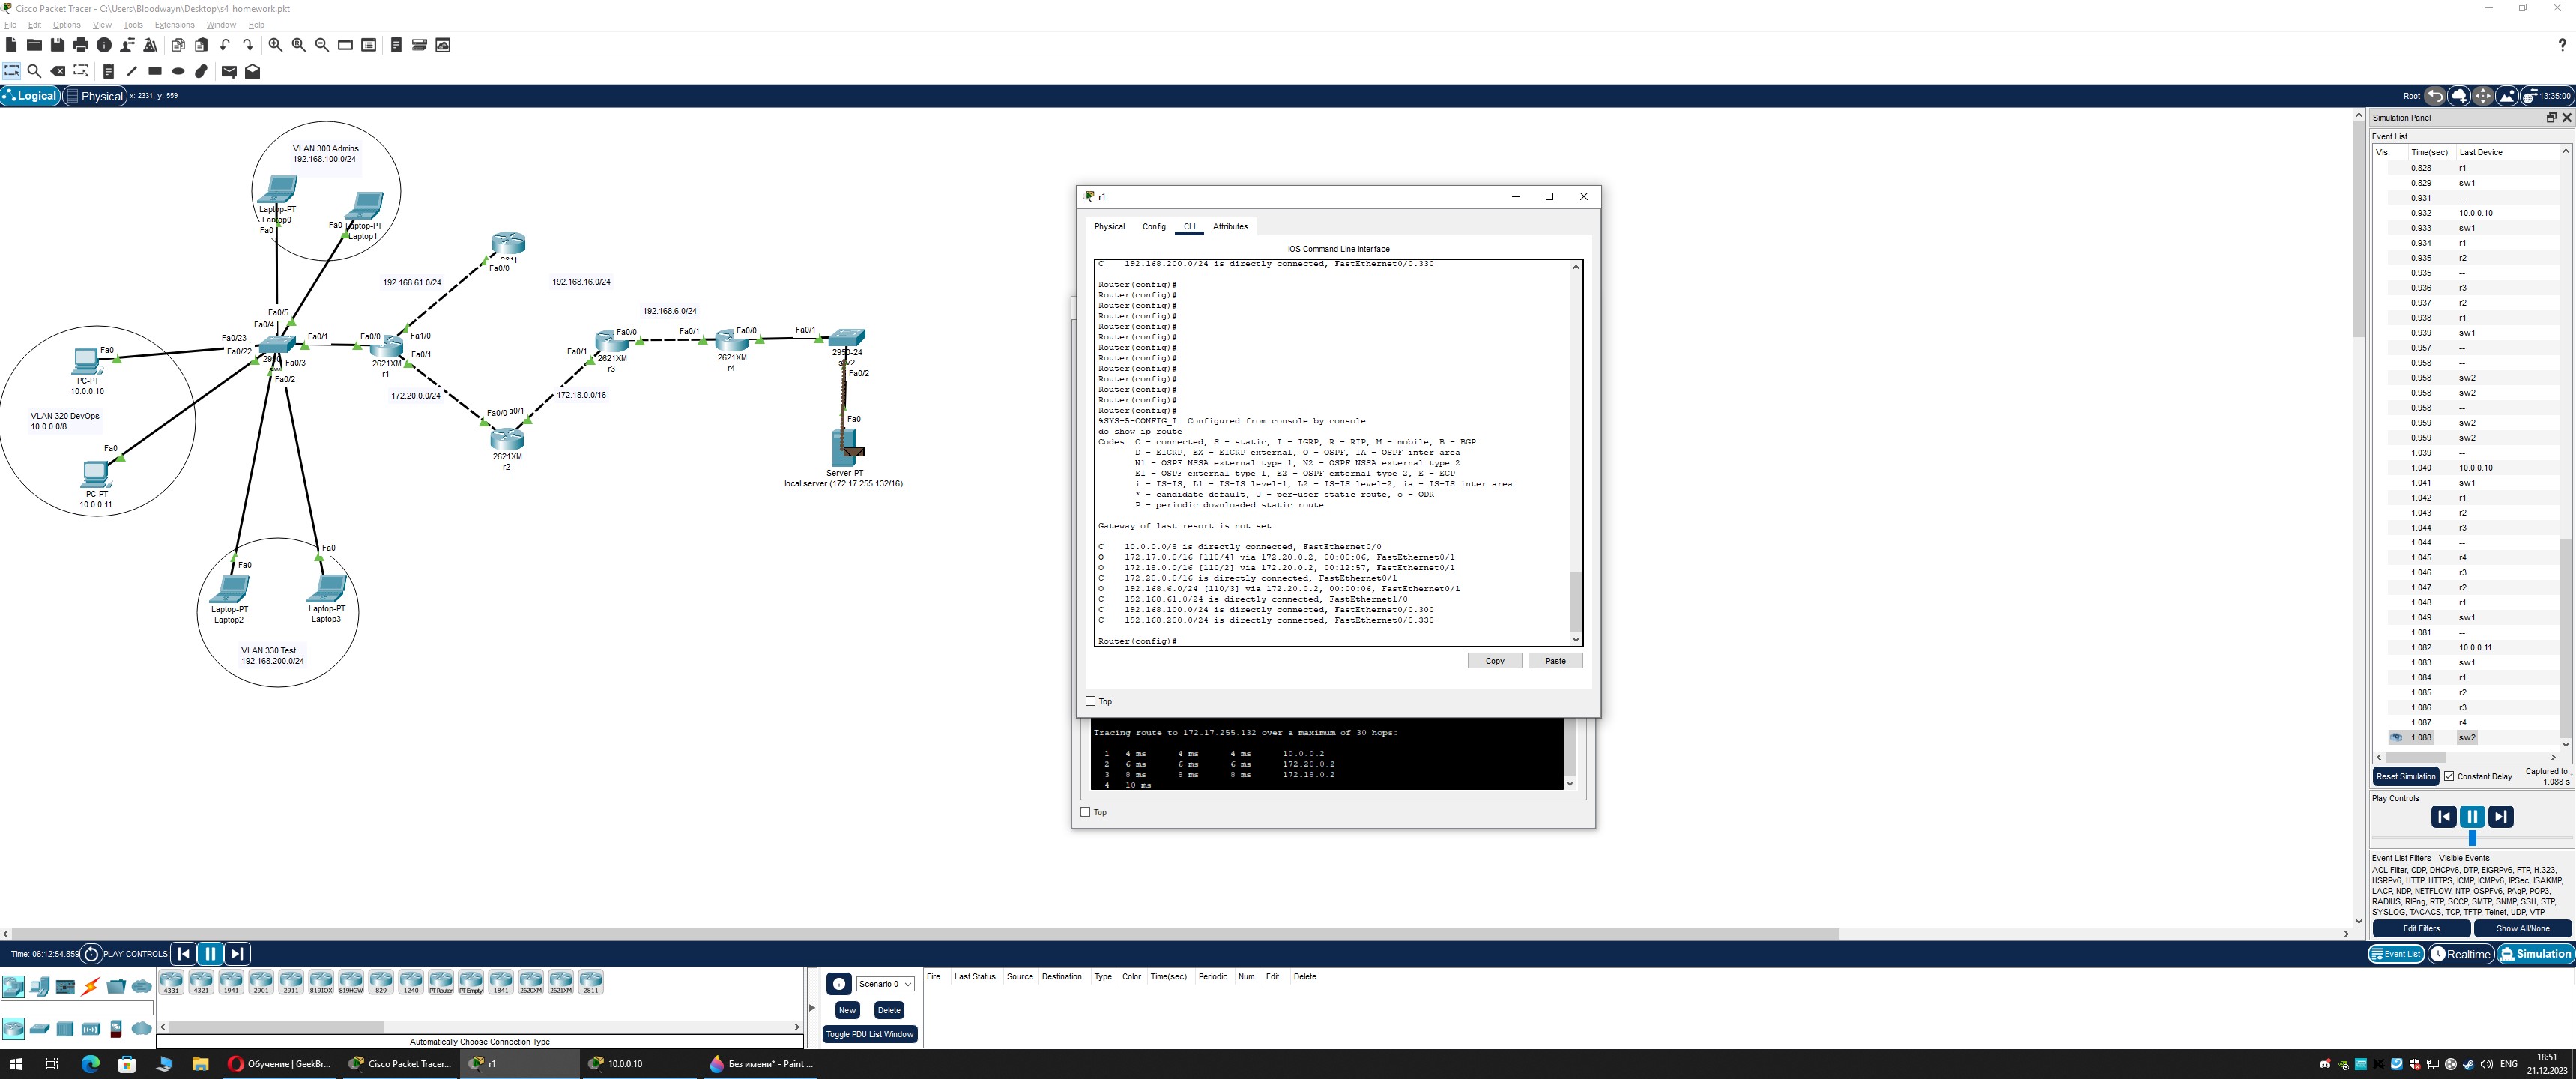 Cisco Packet Tracer - C:\Users\Bloodwayn\Desktop\s4_homework.pkt
File Edit Options View Tools Extensions Window Help
Logical Physical x: 2331, y: 559
Root 13:35:00
VLAN 300 Admins
192.168.100.0/24
Laptop-PT
Laptop0
Fa0
Fa0 Laptop-PT
Laptop1
2811
Fa0/0
192.168.61.0/24
192.168.16.0/24
192.168.6.0/24
Fa0/5
Fa0/4
Fa0/23
Fa0/22
Fa0/1
Fa0/3
Fa0/2
Fa0/0
Fa1/0
Fa0/1
2621XM
r1
Fa0/0
Fa0/1
2621XM
r3
Fa0/1
Fa0/0
2621XM
r4
Fa0/1
2950-24
Fa0/2
Fa0
Server-PT
local server (172.17.255.132/16)
172.20.0.0/24
172.18.0.0/16
Fa0/0
2621XM
r2
Fa0
PC-PT
10.0.0.10
VLAN 320 DevOps
10.0.0.0/8
Fa0
PC-PT
10.0.0.11
Fa0
Laptop-PT
Laptop2
Fa0
Laptop-PT
Laptop3
VLAN 330 Test
192.168.200.0/24
r1
Physical Config CLI Attributes
IOS Command Line Interface
C 192.168.200.0/24 is directly connected, FastEthernet0/0.330
Router(config)#
Router(config)#
Router(config)#
Router(config)#
Router(config)#
Router(config)#
Router(config)#
Router(config)#
Router(config)#
Router(config)#
Router(config)#
Router(config)#
Router(config)#
%SYS-5-CONFIG_I: Configured from console by console
do show ip route
Codes: C - connected, S - static, I - IGRP, R - RIP, M - mobile, B - BGP
D - EIGRP, EX - EIGRP external, O - OSPF, IA - OSPF inter area
N1 - OSPF NSSA external type 1, N2 - OSPF NSSA external type 2
E1 - OSPF external type 1, E2 - OSPF external type 2, E - EGP
i - IS-IS, L1 - IS-IS level-1, L2 - IS-IS level-2, ia - IS-IS inter area
* - candidate default, U - per-user static route, o - ODR
P - periodic downloaded static route
Gateway of last resort is not set
C 10.0.0.0/8 is directly connected, FastEthernet0/0
O 172.17.0.0/16 [110/4] via 172.20.0.2, 00:00:06, FastEthernet0/1
O 172.18.0.0/16 [110/2] via 172.20.0.2, 00:12:57, FastEthernet0/1
C 172.20.0.0/16 is directly connected, FastEthernet0/1
O 192.168.6.0/24 [110/3] via 172.20.0.2, 00:00:06, FastEthernet0/1
C 192.168.61.0/24 is directly connected, FastEthernet1/0
C 192.168.100.0/24 is directly connected, FastEthernet0/0.300
C 192.168.200.0/24 is directly connected, FastEthernet0/0.330
Router(config)#
Copy Paste
Top
Tracing route to 172.17.255.132 over a maximum of 30 hops:
1 4 ms 4 ms 4 ms 10.0.0.2
2 6 ms 6 ms 6 ms 172.20.0.2
3 8 ms 8 ms 8 ms 172.18.0.2
4 10 ms
Top
Simulation Panel
Event List
Vis. Time(sec) Last Device
0.828 r1
0.829 sw1
0.931 --
0.932 10.0.0.10
0.933 sw1
0.934 r1
0.935 r2
0.935 --
0.936 r3
0.937 r2
0.938 r1
0.939 sw1
0.957 --
0.958 --
0.958 sw2
0.958 sw2
0.958 --
0.959 sw2
0.959 sw2
1.039 --
1.040 10.0.0.10
1.041 sw1
1.042 r1
1.043 r2
1.044 r3
1.044 --
1.045 r4
1.046 r3
1.047 r2
1.048 r1
1.049 sw1
1.081 --
1.082 10.0.0.11
1.083 sw1
1.084 r1
1.085 r2
1.086 r3
1.087 r4
1.088 sw2
Reset Simulation Constant Delay Captured to:
1.088 s
Play Controls
Event List Filters - Visible Events
ACL Filter, CDP, DHCPv6, DTP, EIGRPv6, FTP, H.323,
HSRPv6, HTTP, HTTPS, ICMP, ICMPv6, IPSec, ISAKMP,
LACP, NDP, NETFLOW, NTP, OSPFv6, PAgP, POP3,
RADIUS, RIPng, RTP, SCCP, SMTP, SNMP, SSH, STP,
SYSLOG, TACACS, TCP, TFTP, Telnet, UDP, VTP
Edit Filters Show All/None
Time: 06:12:54.859 PLAY CONTROLS:
Event List Realtime Simulation
4331 4321 1941 2901 2911 819IOX 819HGW 829 1240 PT-Router PT-Empty 1841 2620XM 2621XM 2811
Automatically Choose Connection Type
Scenario 0
New Delete
Toggle PDU List Window
Fire Last Status Source Destination Type Color Time(sec) Periodic Num Edit Delete
Обучение | GeekBr...
Cisco Packet Tracer...
r1
10.0.0.10
Без имени* - Paint ...
ENG
18:51
21.12.2023